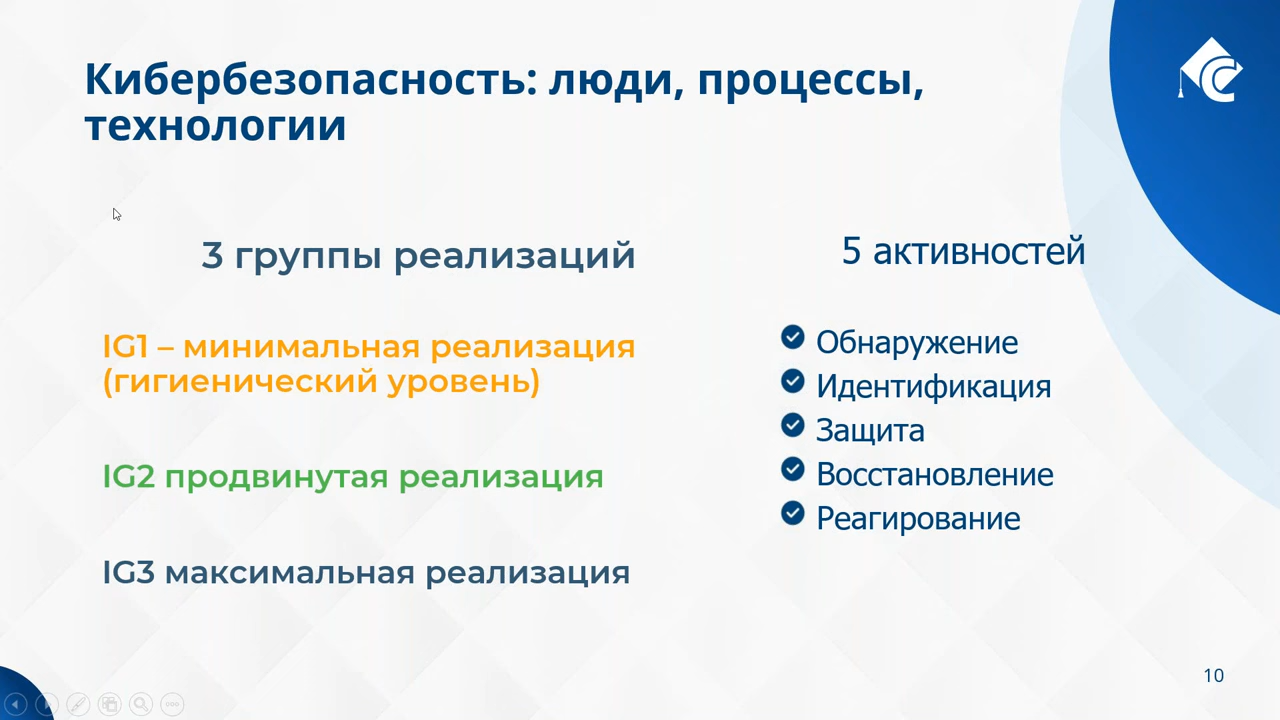 Кибербезопасность: люди, процессы,
технологии
3 группы реализаций
IG1 – минимальная реализация
(гигиенический уровень)
IG2 продвинутая реализация
IG3 максимальная реализация
5 активностей
Обнаружение
Идентификация
Защита
Восстановление
Реагирование
10